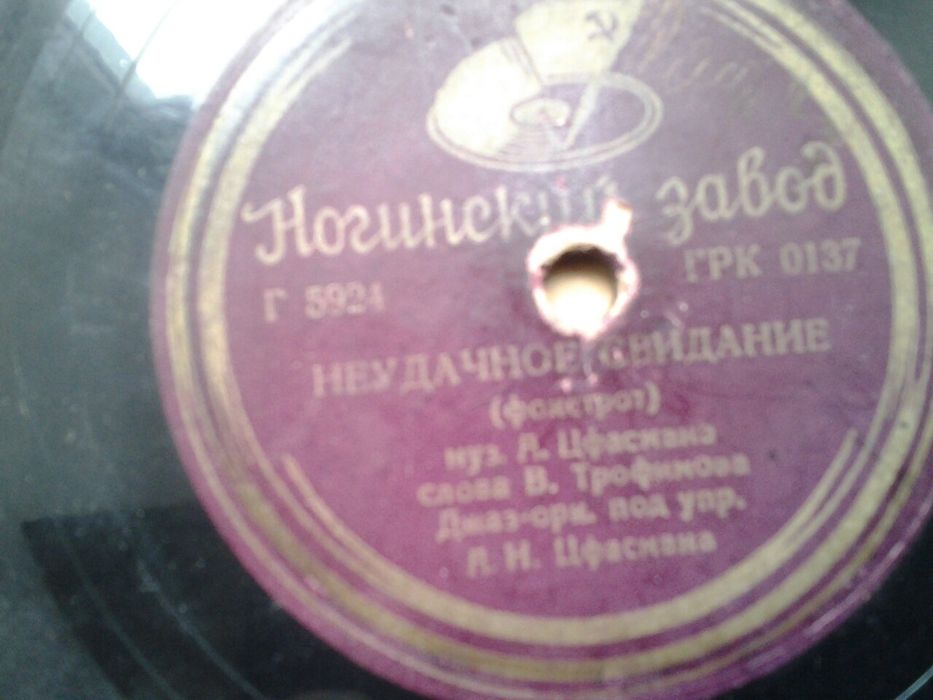 Ногинский завод
Г 5924 ГРК 0137
НЕУДАЧНОЕ СВИДАНИЕ
(фокстрот)
муз. А. Цфасмана
слова В. Трофимова
Джаз-орк. под упр.
А. Н. Цфасмана